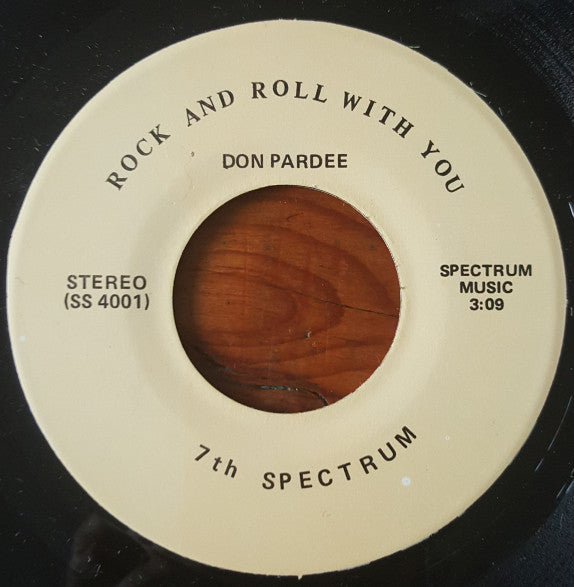 ROCK AND ROLL WITH YOU
DON PARDEE
STEREO
(SS 4001)
SPECTRUM
MUSIC
3:09
7th SPECTRUM